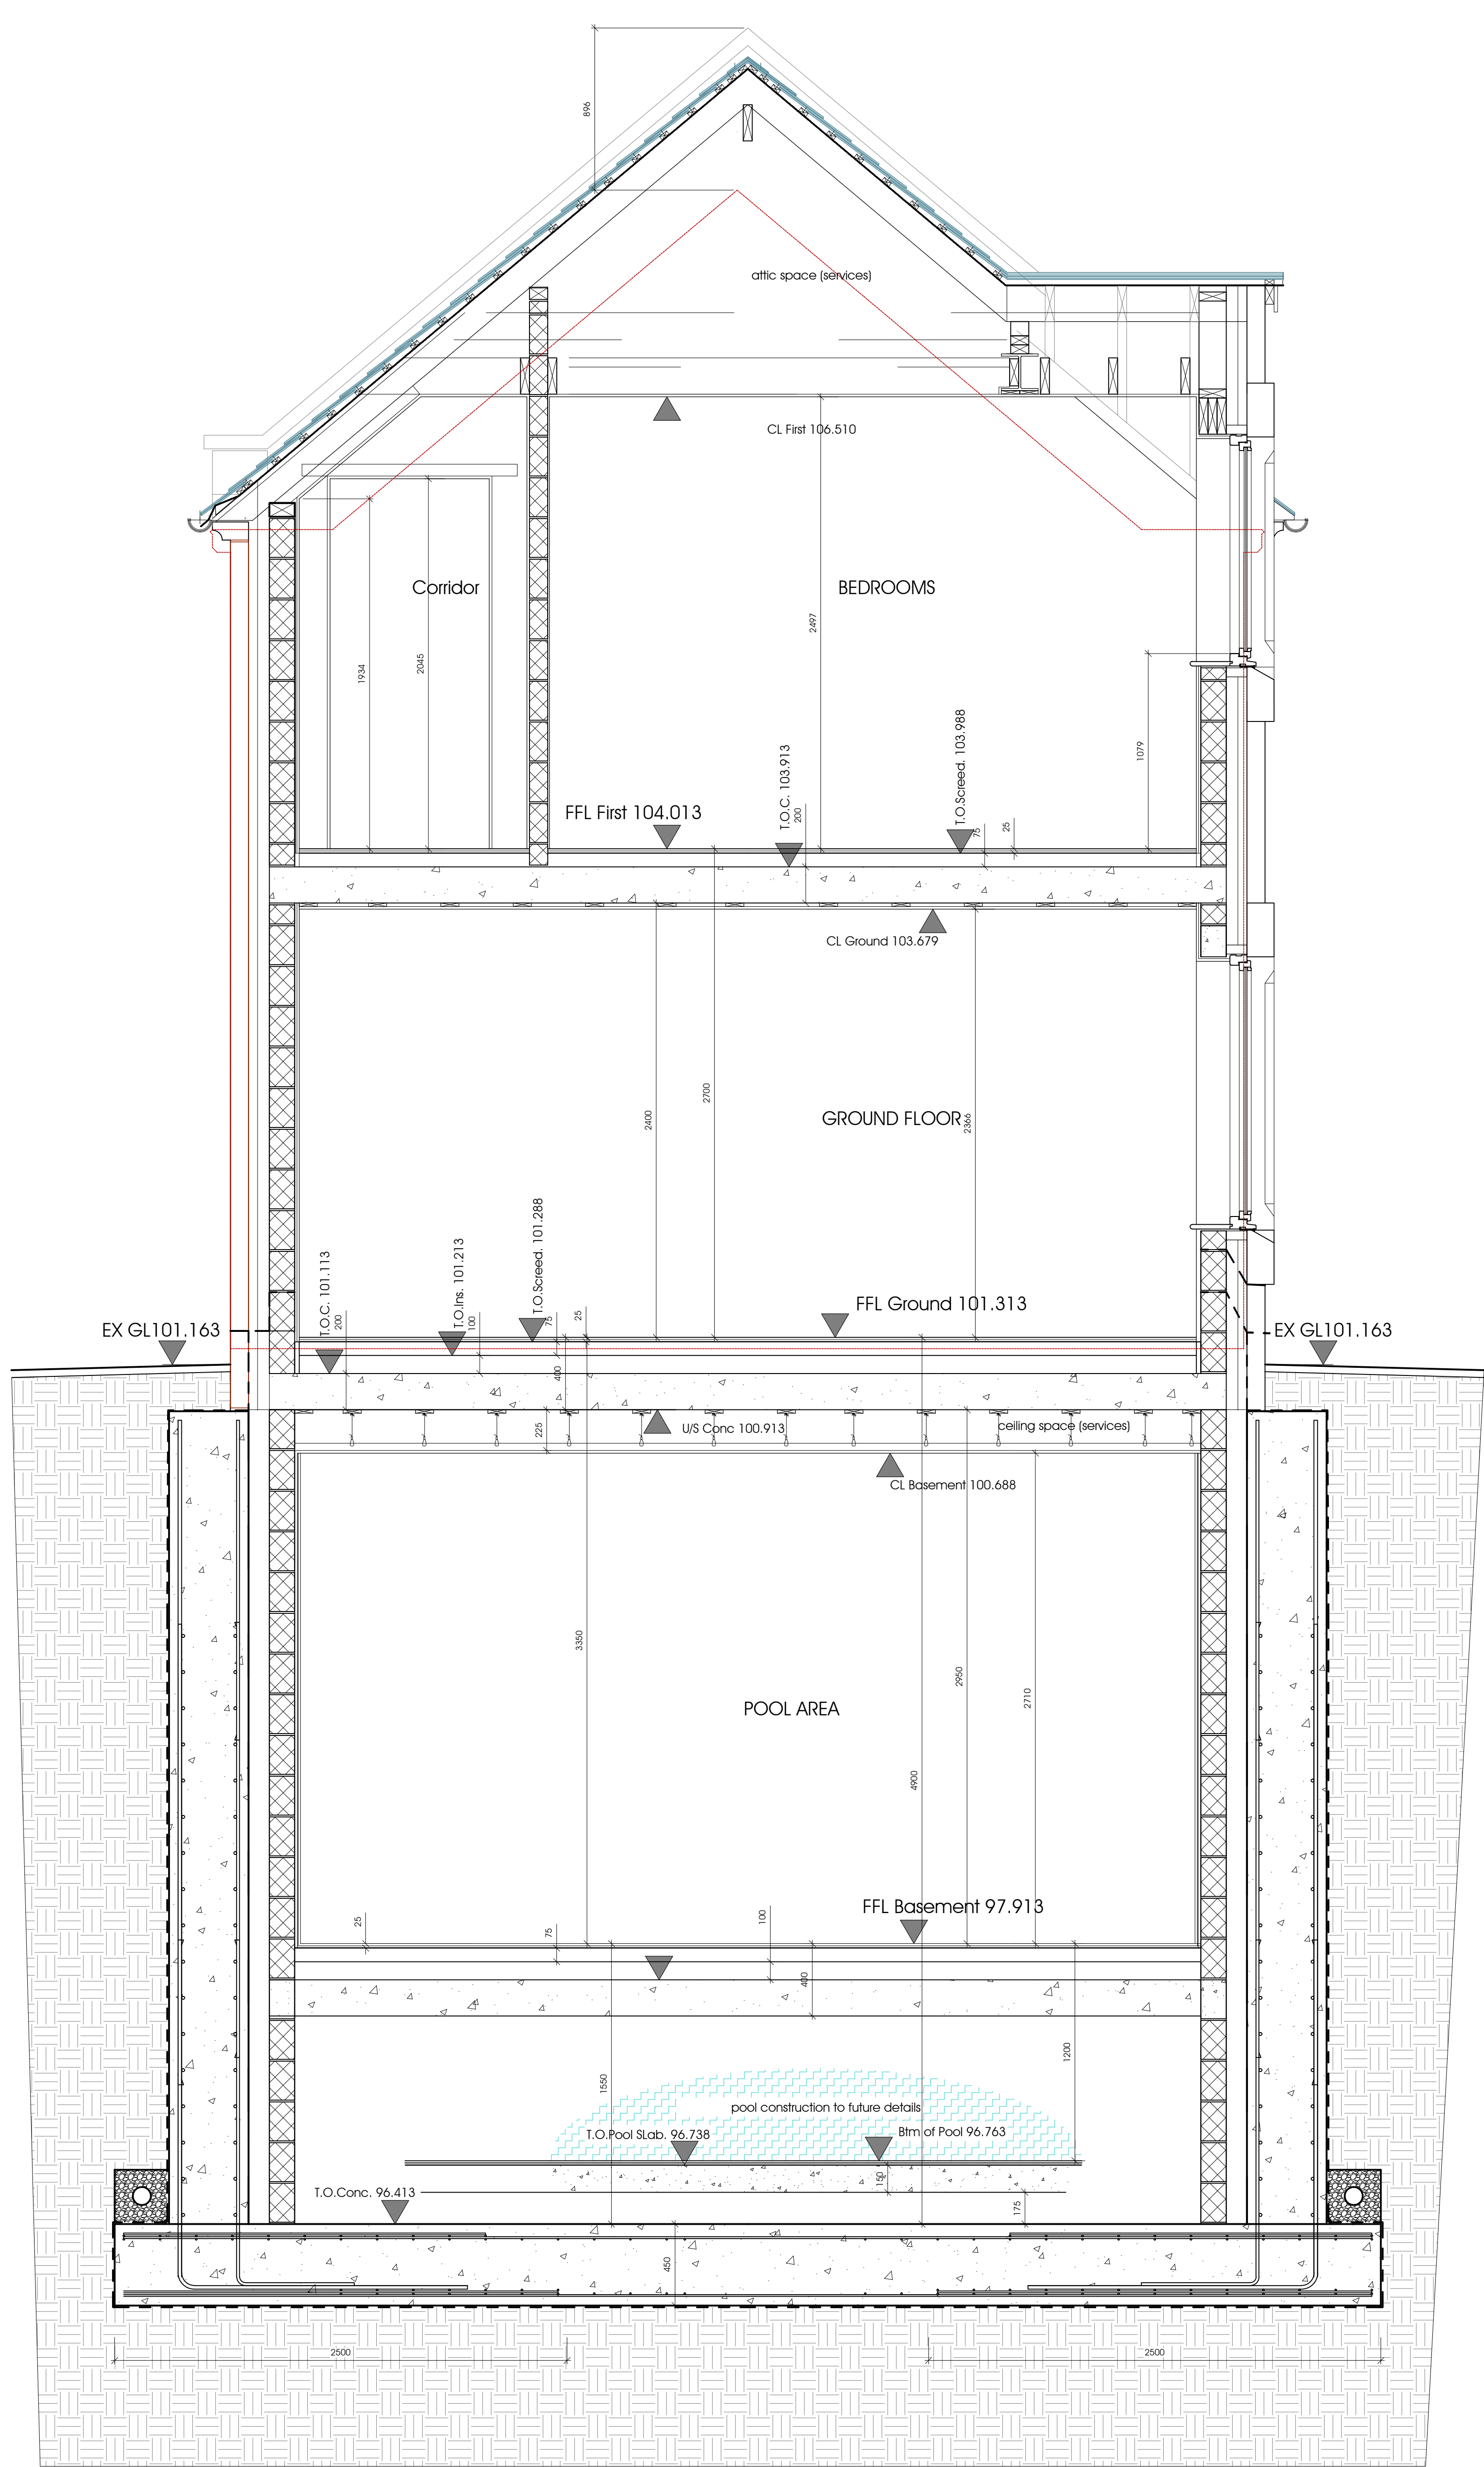 896
attic space (services)
CL First 106.510
Corridor
BEDROOMS
2497
1934
2045
1079
T.O.C. 103.913
T.O.Screed. 103.988
FFL First 104.013
200
75
25
CL Ground 103.679
2400
2700
GROUND FLOOR
2366
T.O.C. 101.113
T.O.Ins. 101.213
T.O.Screed. 101.288
200
100
75
25
FFL Ground 101.313
EX GL101.163
EX GL101.163
400
225
U/S Conc 100.913
ceiling space (services)
CL Basement 100.688
3350
2950
2710
POOL AREA
4900
FFL Basement 97.913
25
75
100
400
1550
1200
pool construction to future details
T.O.Pool SLab. 96.738
Btm of Pool 96.763
150
T.O.Conc. 96.413
175
450
2500
2500